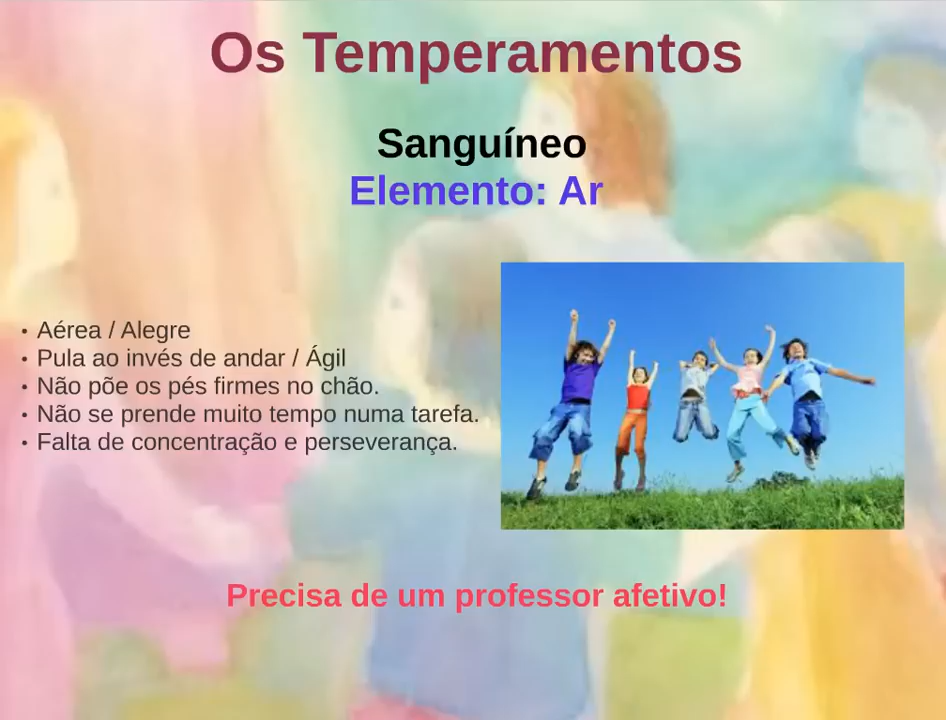 Os Temperamentos
Sanguíneo
Elemento: Ar
• Aérea / Alegre
• Pula ao invés de andar / Ágil
• Não põe os pés firmes no chão.
• Não se prende muito tempo numa tarefa.
• Falta de concentração e perseverança.
Precisa de um professor afetivo!